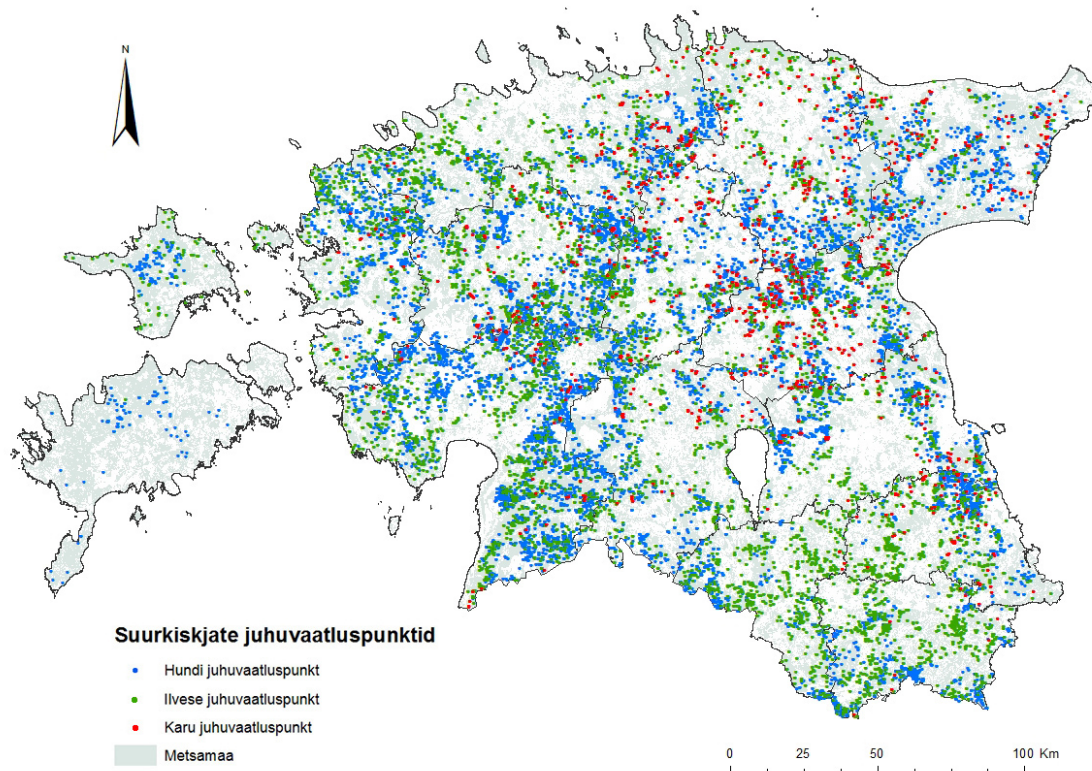 N
Suurkiskjate juhuvaatluspunktid
Hundi juhuvaatluspunkt
Ilvese juhuvaatluspunkt
Karu juhuvaatluspunkt
Metsamaa
0 25 50 100 Km